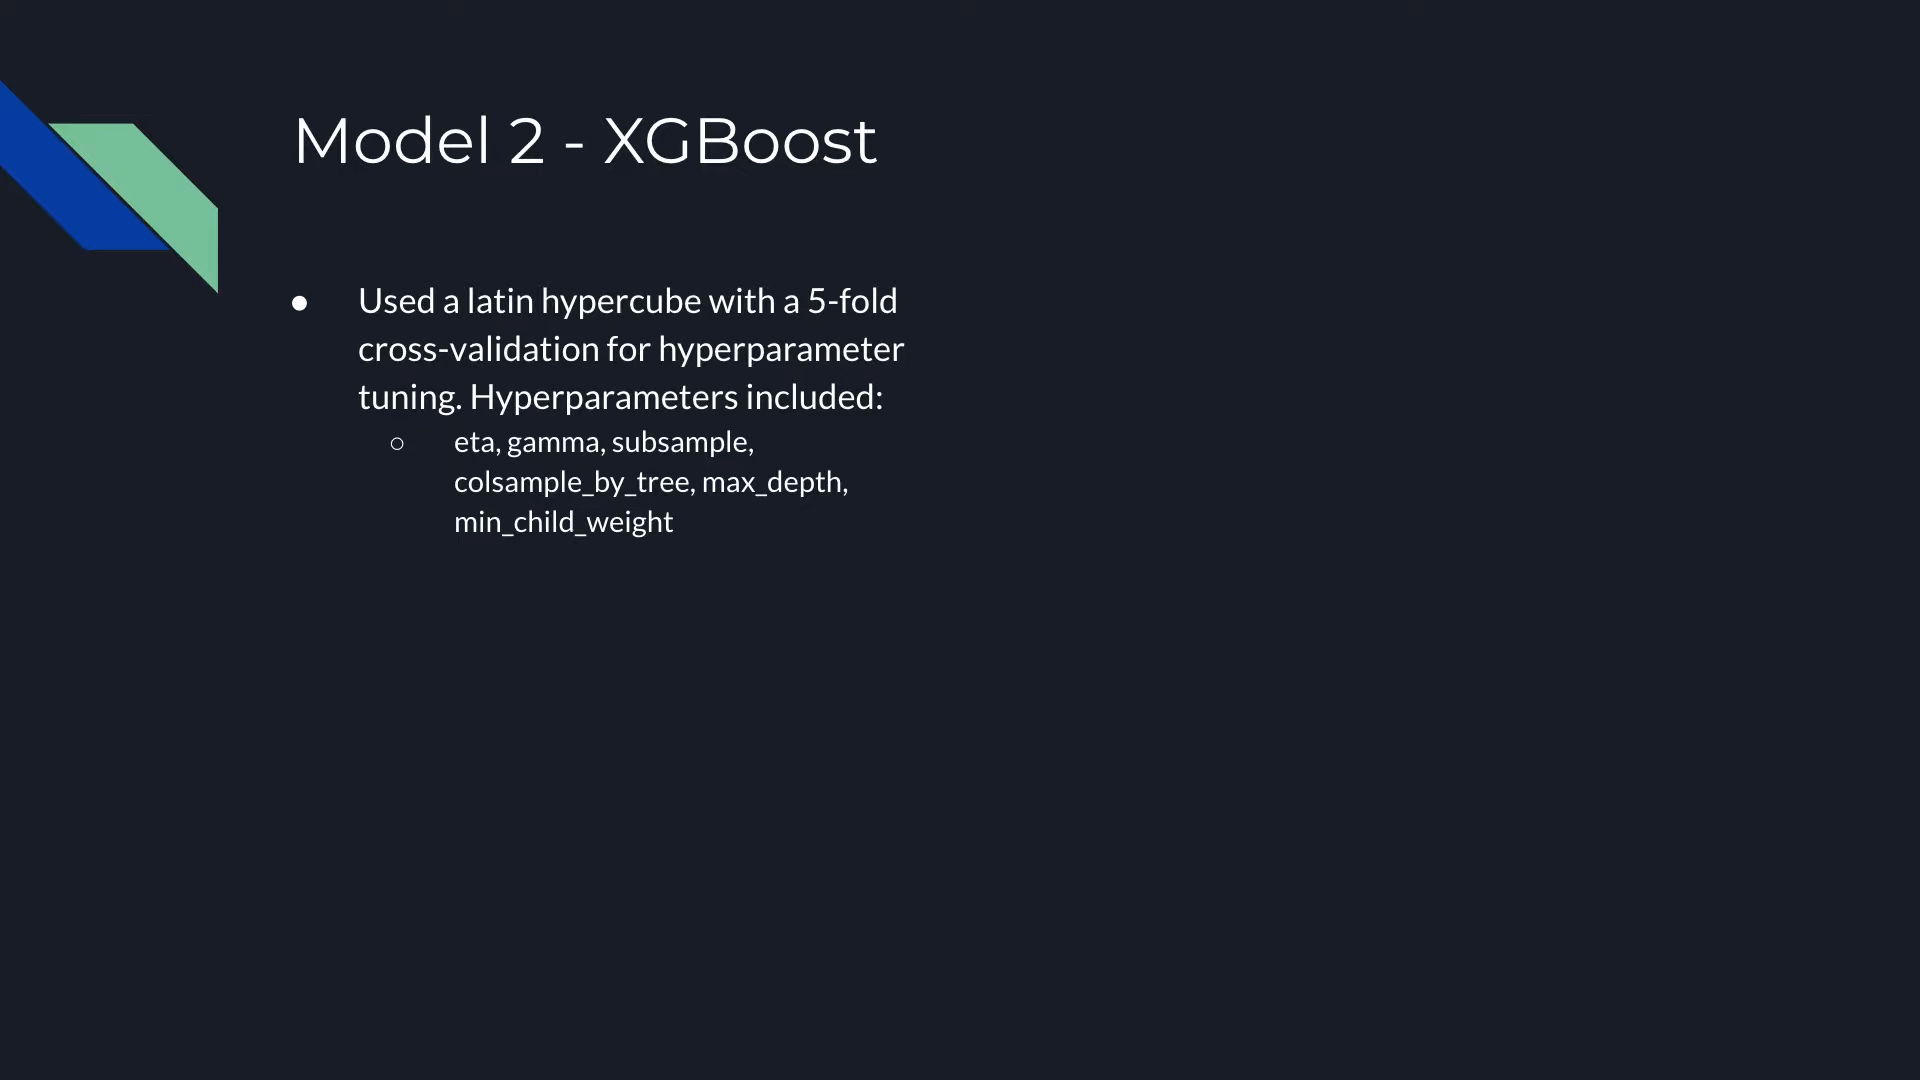 Model 2 - XGBoost
● Used a latin hypercube with a 5-fold
cross-validation for hyperparameter
tuning. Hyperparameters included:
○ eta, gamma, subsample,
colsample_by_tree, max_depth,
min_child_weight